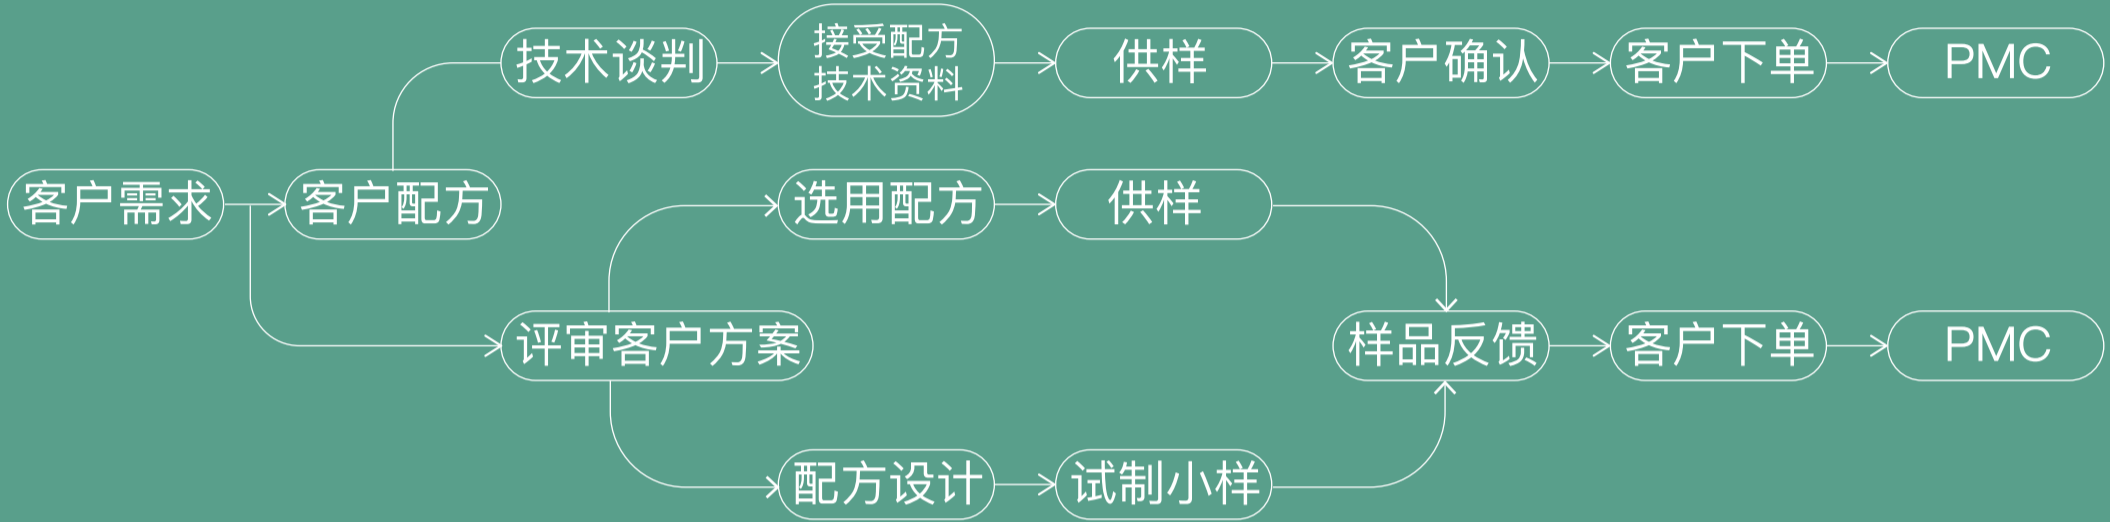 技术谈判
接受配方
技术资料
供样
客户确认
客户下单
PMC
客户需求
客户配方
选用配方
供样
评审客户方案
样品反馈
客户下单
PMC
配方设计
试制小样